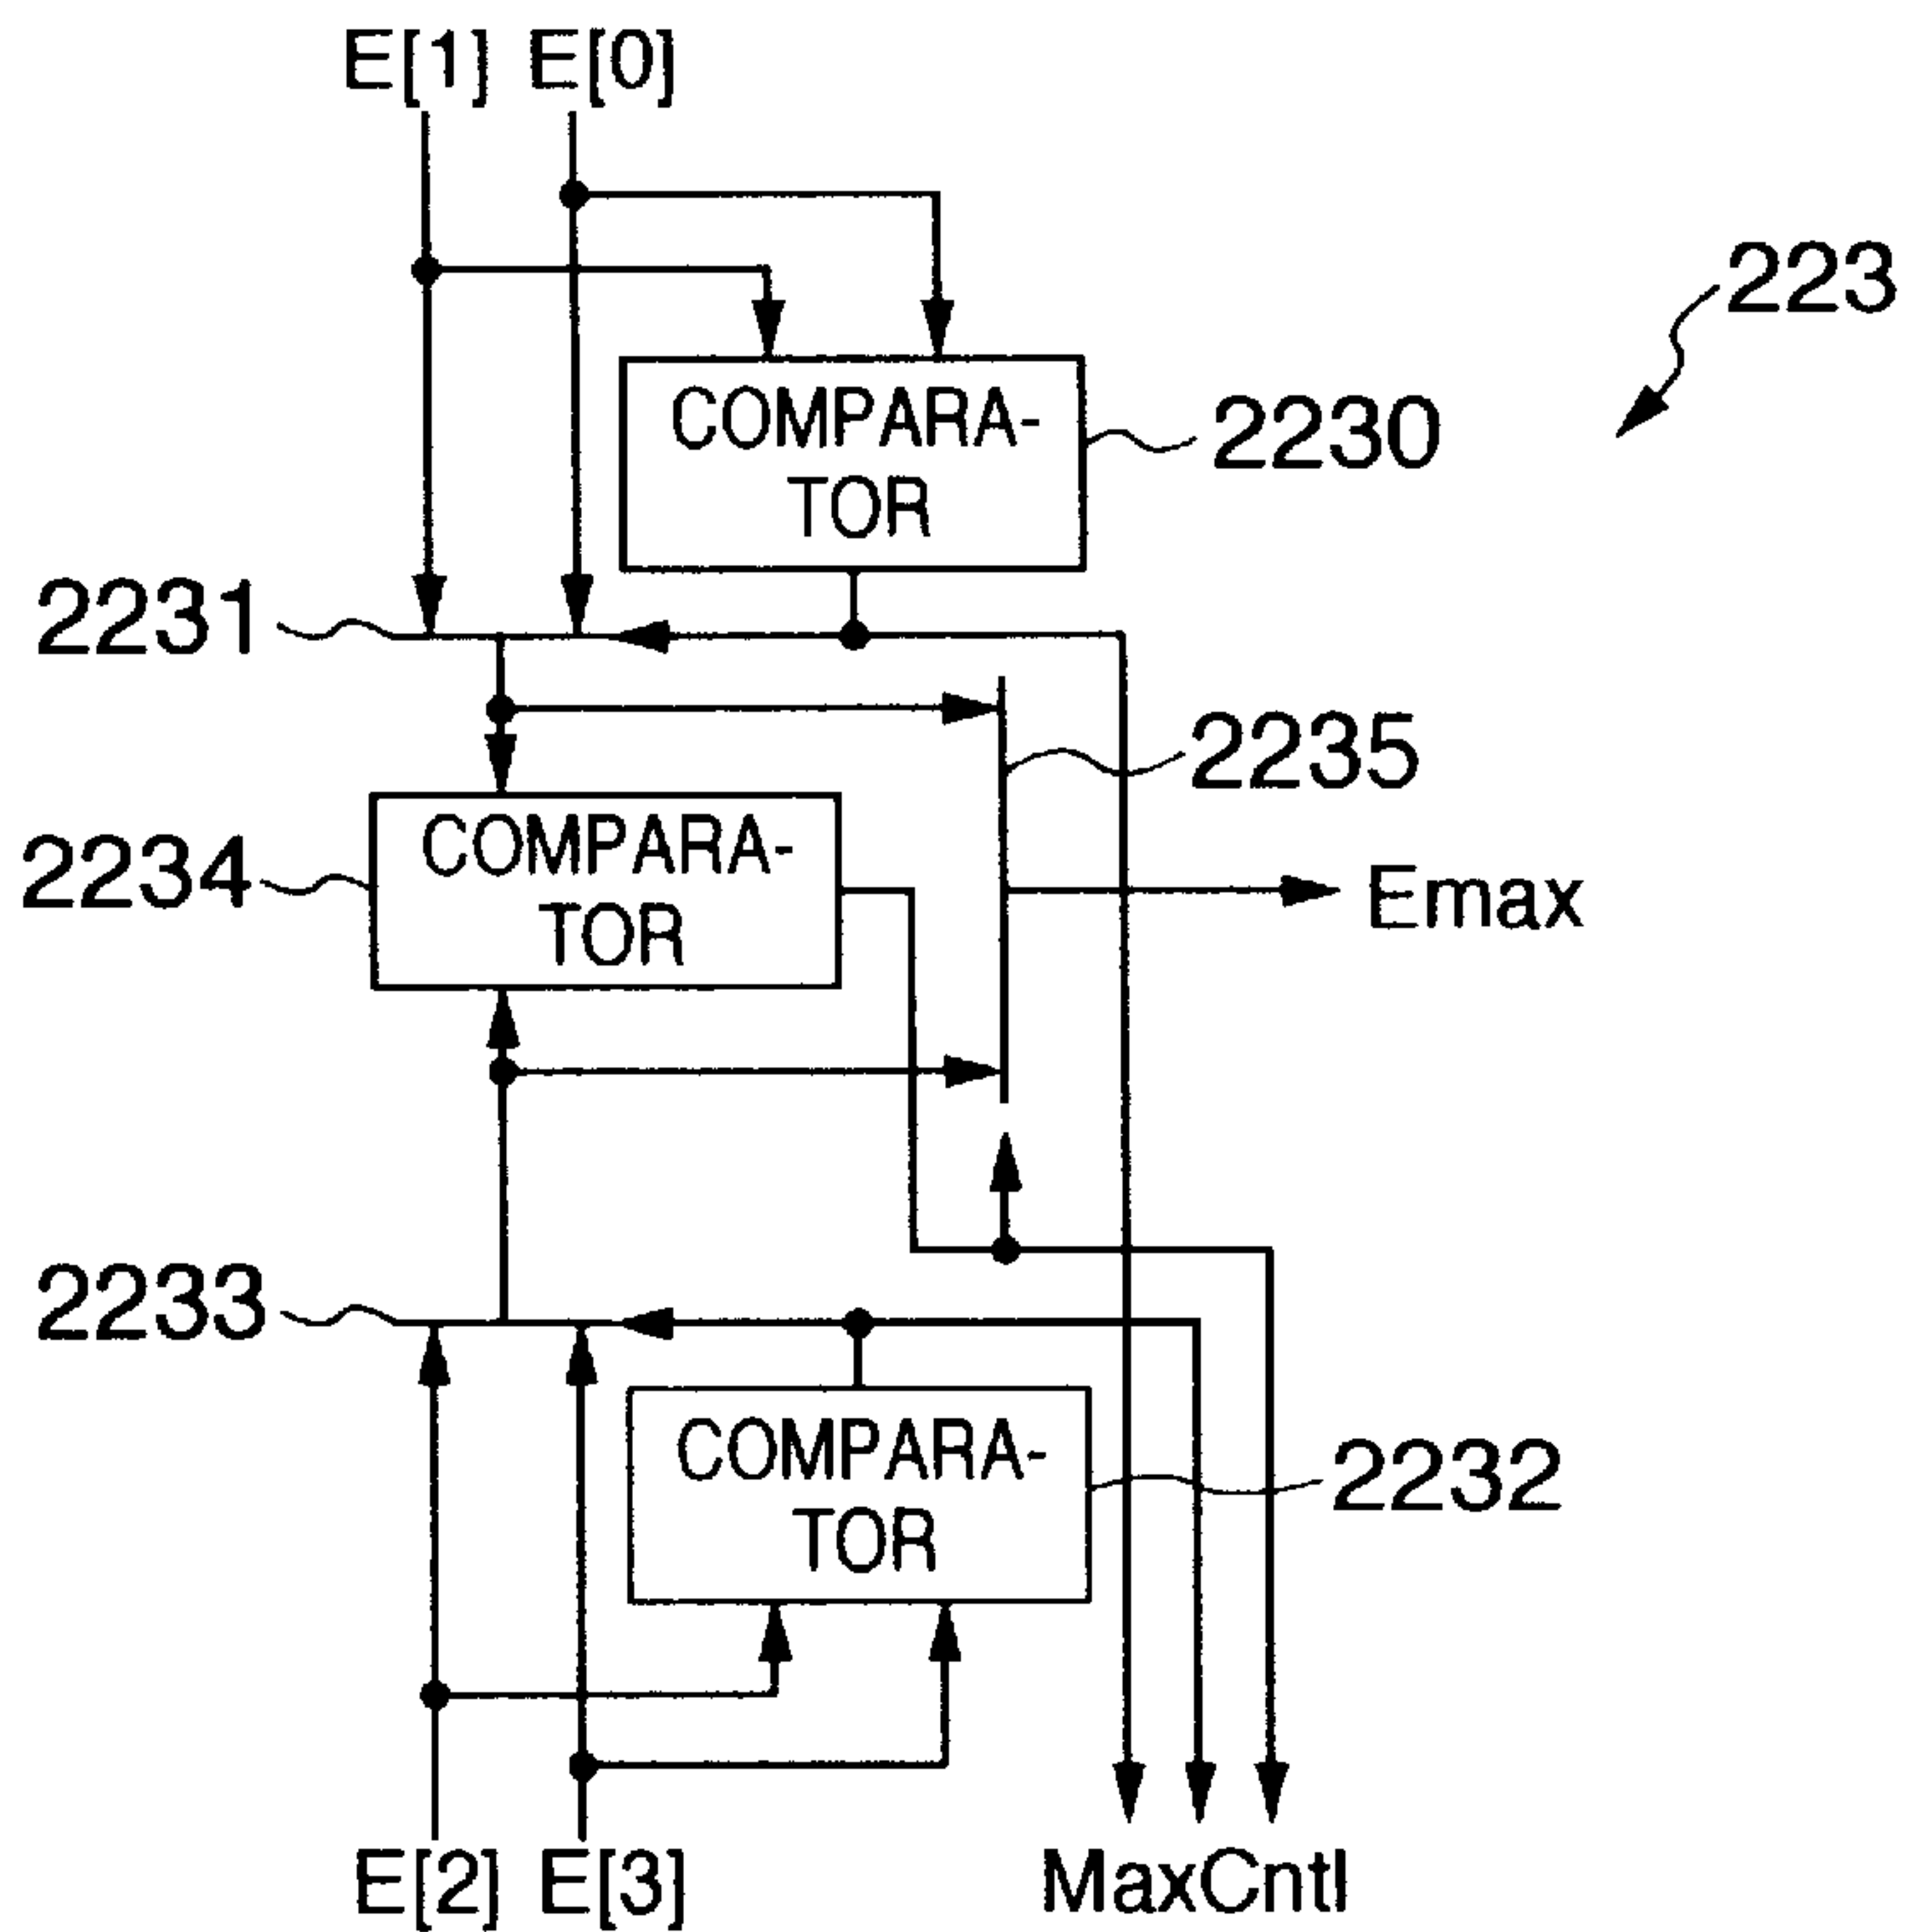 E[1] E[0]
223
COMPARA-
TOR
2230
2231
2235
COMPARA-
TOR
2234
Emax
2233
COMPARA-
TOR
2232
E[2] E[3]
MaxCntl